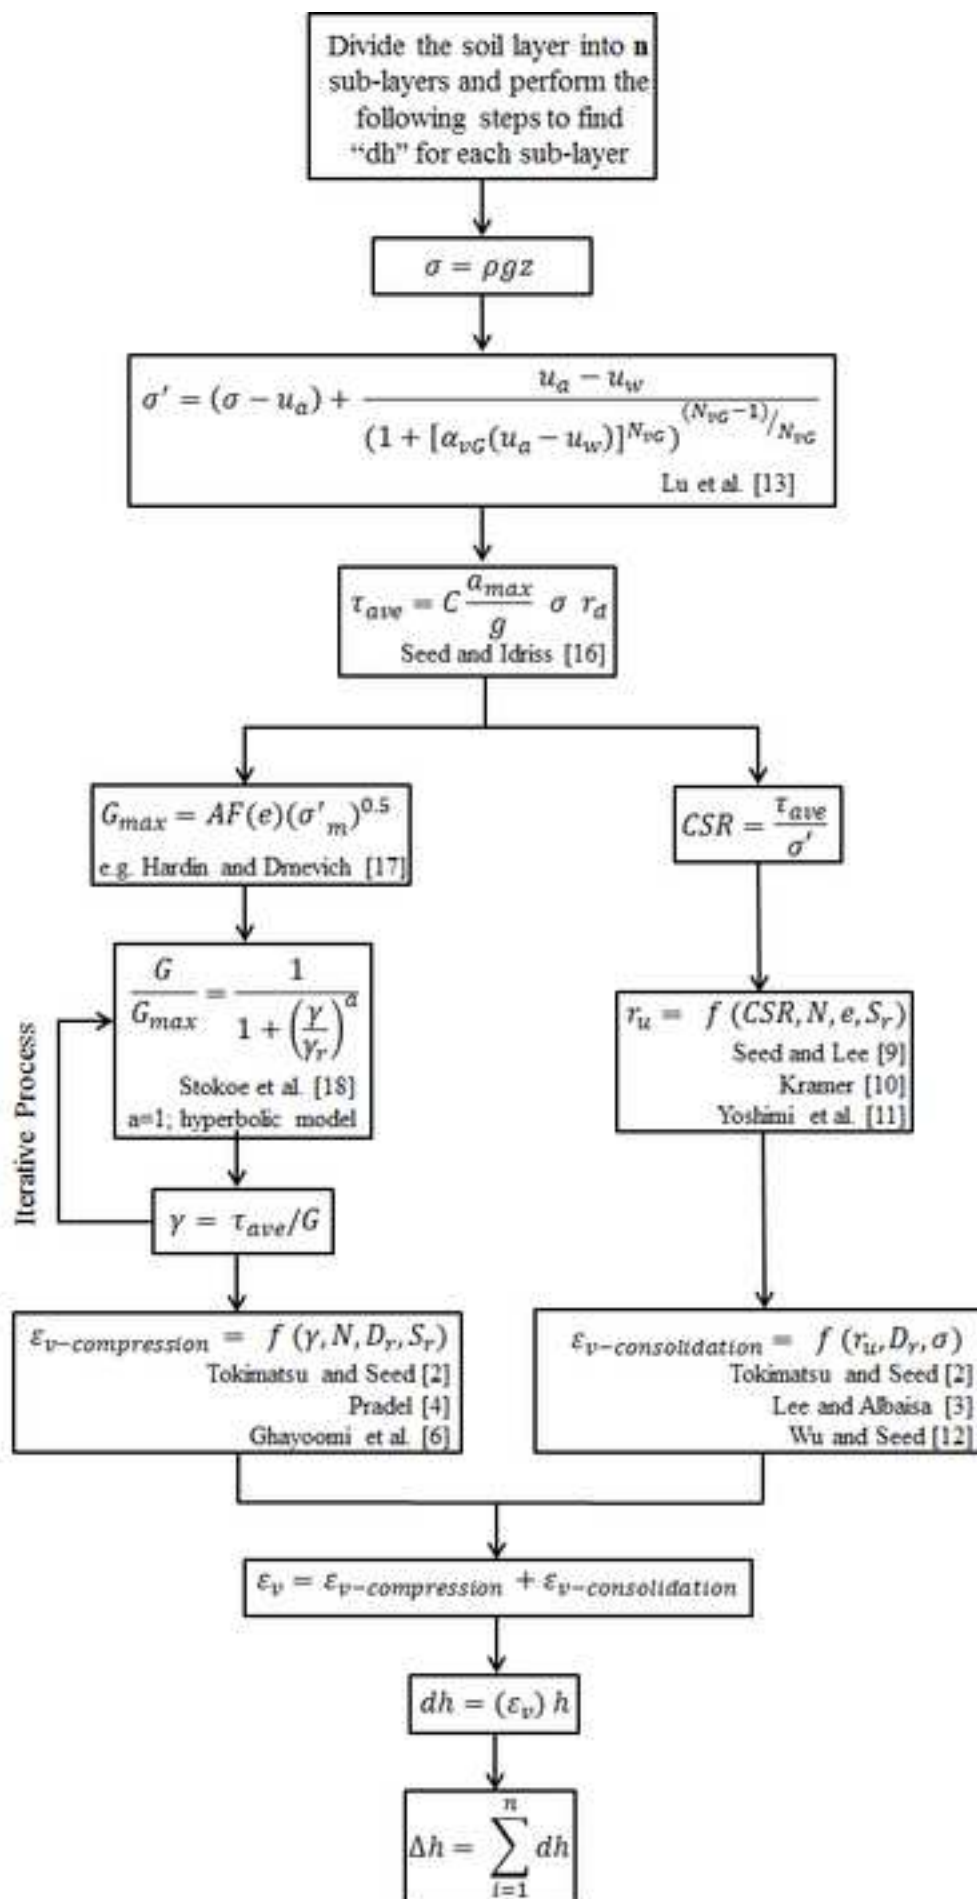 Divide the soil layer into n
sub-layers and perform the
following steps to find
“dh” for each sub-layer
σ = ρgz
σ′ = (σ − u_a) + (u_a − u_w) / (1 + [α_vG(u_a − u_w)]^N_vG)^((N_vG−1)/N_vG)
Lu et al. [13]
τ_ave = C (a_max / g) σ r_d
Seed and Idriss [16]
G_max = AF(e)(σ′_m)^0.5
e.g. Hardin and Drnevich [17]
G / G_max = 1 / (1 + (γ / γ_r)^a)
Stokoe et al. [18]
a=1; hyperbolic model
Iterative Process
γ = τ_ave/G
ε_v−compression = f (γ, N, D_r, S_r)
Tokimatsu and Seed [2]
Pradel [4]
Ghayoomi et al. [6]
CSR = τ_ave / σ′
r_u = f (CSR, N, e, S_r)
Seed and Lee [9]
Kramer [10]
Yoshimi et al. [11]
ε_v−consolidation = f (r_u, D_r, σ)
Tokimatsu and Seed [2]
Lee and Albaisa [3]
Wu and Seed [12]
ε_v = ε_v−compression + ε_v−consolidation
dh = (ε_v) h
Δh = ∑_{i=1}^{n} dh